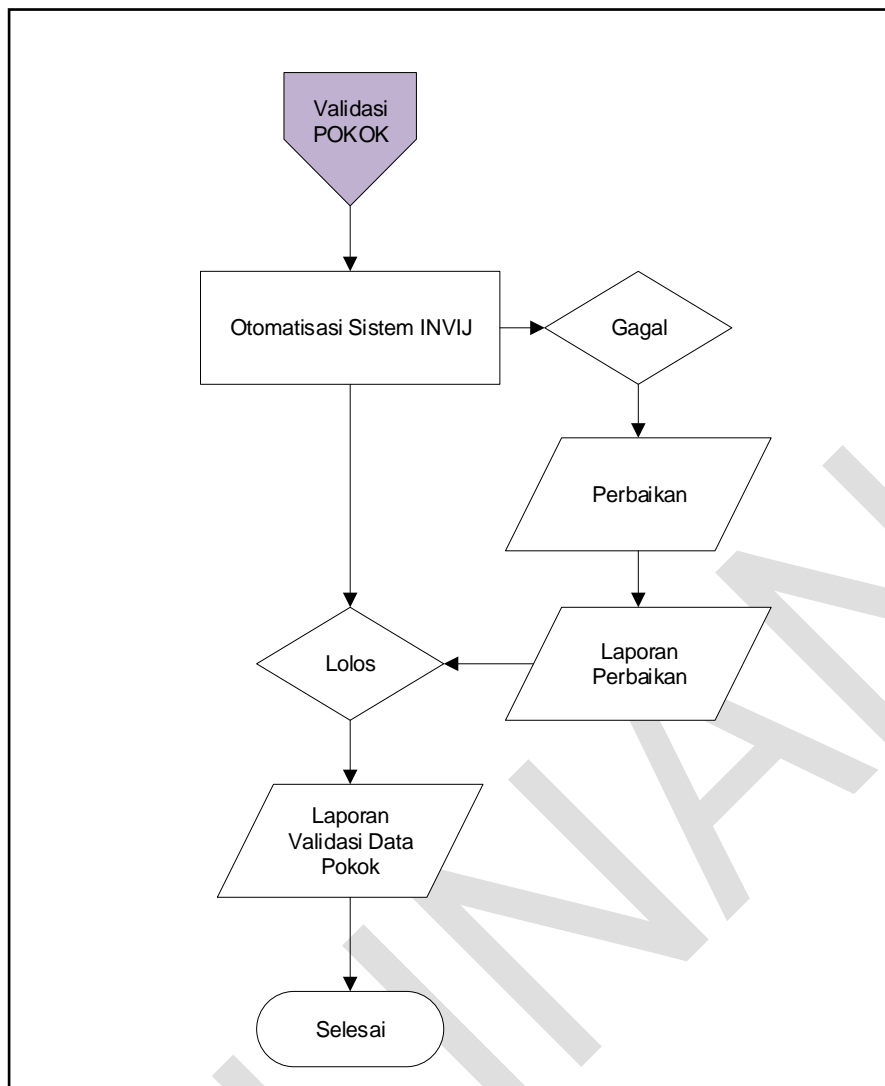 Validasi
POKOK
Otomatisasi Sistem INVIJ
Gagal
Perbaikan
Laporan
Perbaikan
Lolos
Laporan
Validasi Data
Pokok
Selesai